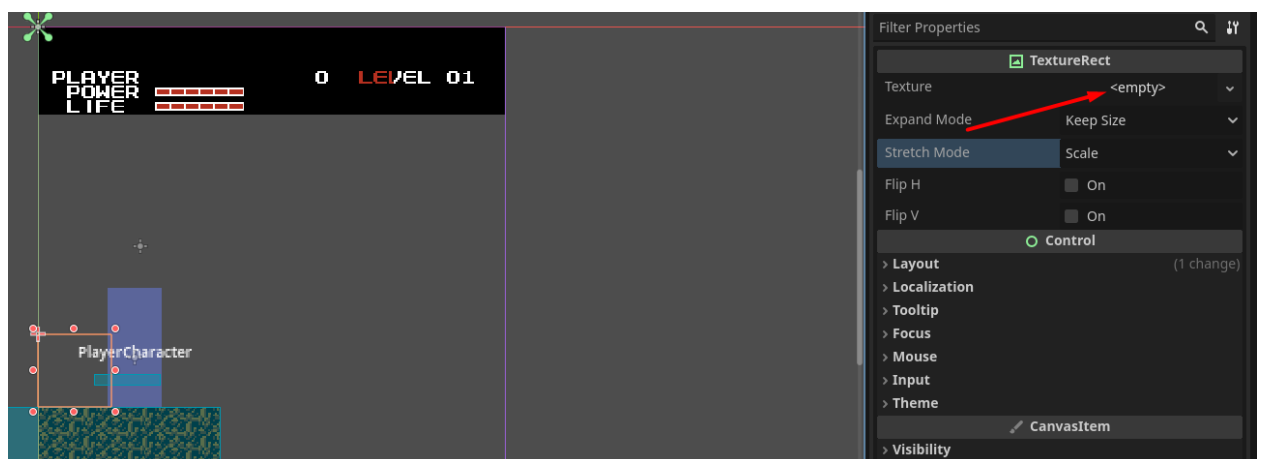 PLAYER 0 LEVEL 01
POWER
LIFE
PlayerCharacter
Filter Properties
TextureRect
Texture <empty>
Expand Mode Keep Size
Stretch Mode Scale
Flip H On
Flip V On
Control
Layout (1 change)
Localization
Tooltip
Focus
Mouse
Input
Theme
CanvasItem
Visibility